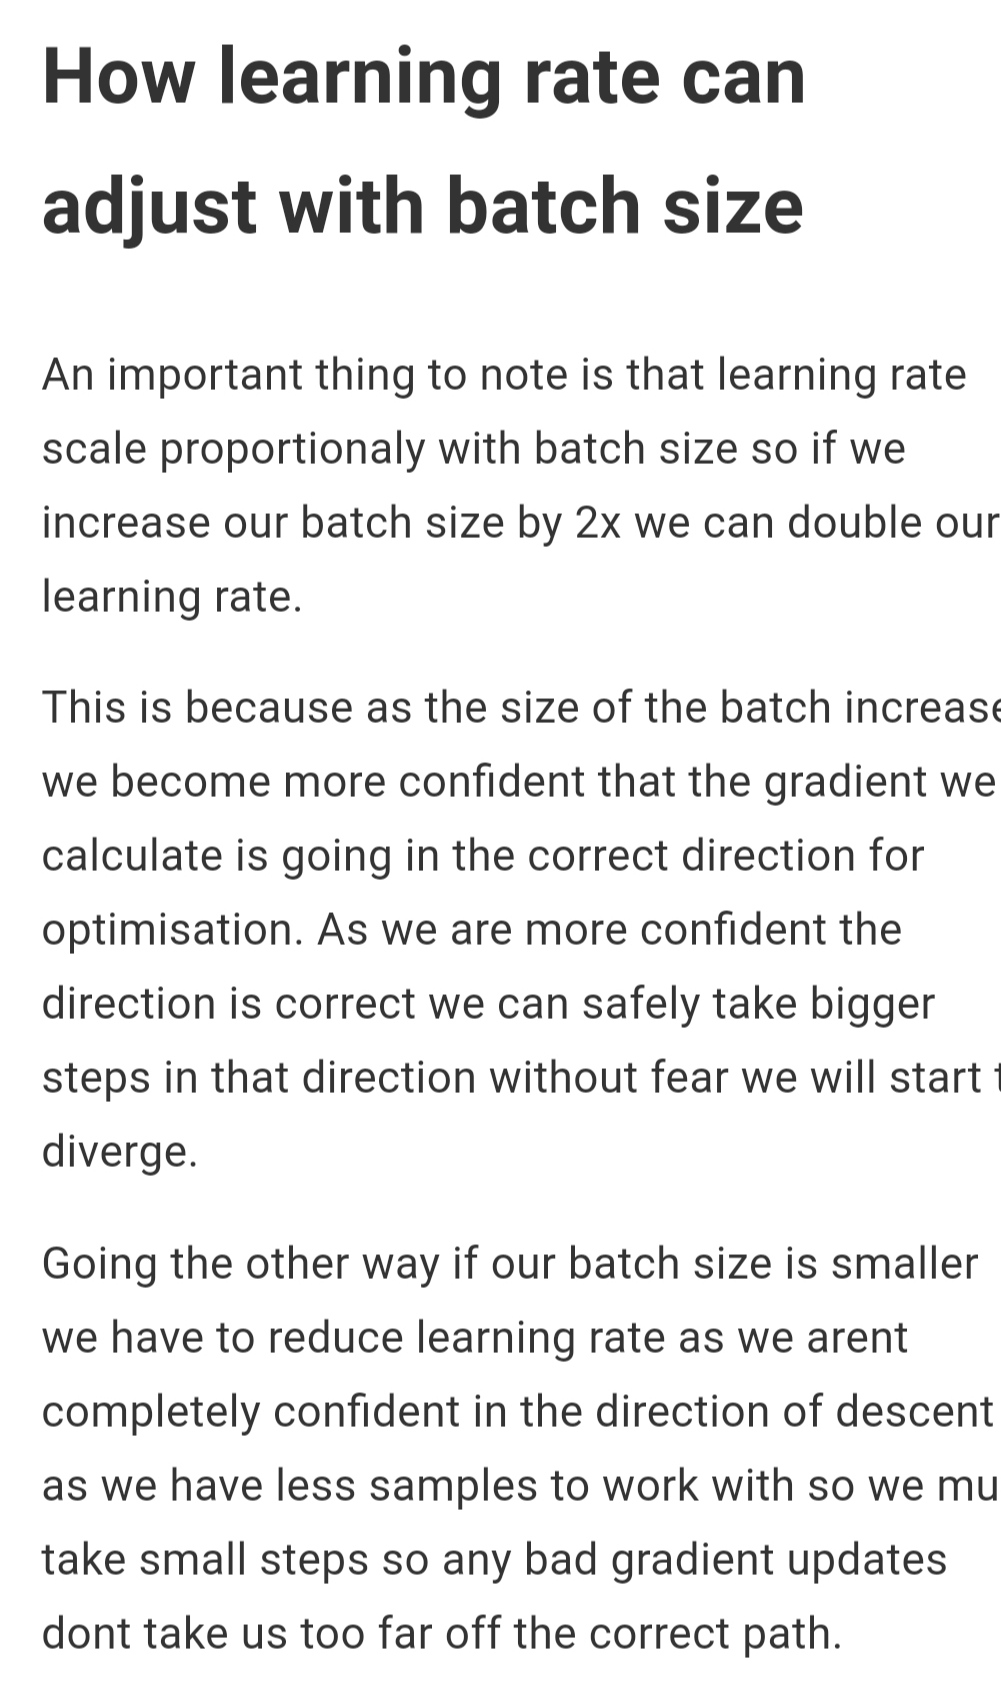 How learning rate can
adjust with batch size
An important thing to note is that learning rate
scale proportionaly with batch size so if we
increase our batch size by 2x we can double our
learning rate.
This is because as the size of the batch increase
we become more confident that the gradient we
calculate is going in the correct direction for
optimisation. As we are more confident the
direction is correct we can safely take bigger
steps in that direction without fear we will start t
diverge.
Going the other way if our batch size is smaller
we have to reduce learning rate as we arent
completely confident in the direction of descent
as we have less samples to work with so we mu
take small steps so any bad gradient updates
dont take us too far off the correct path.